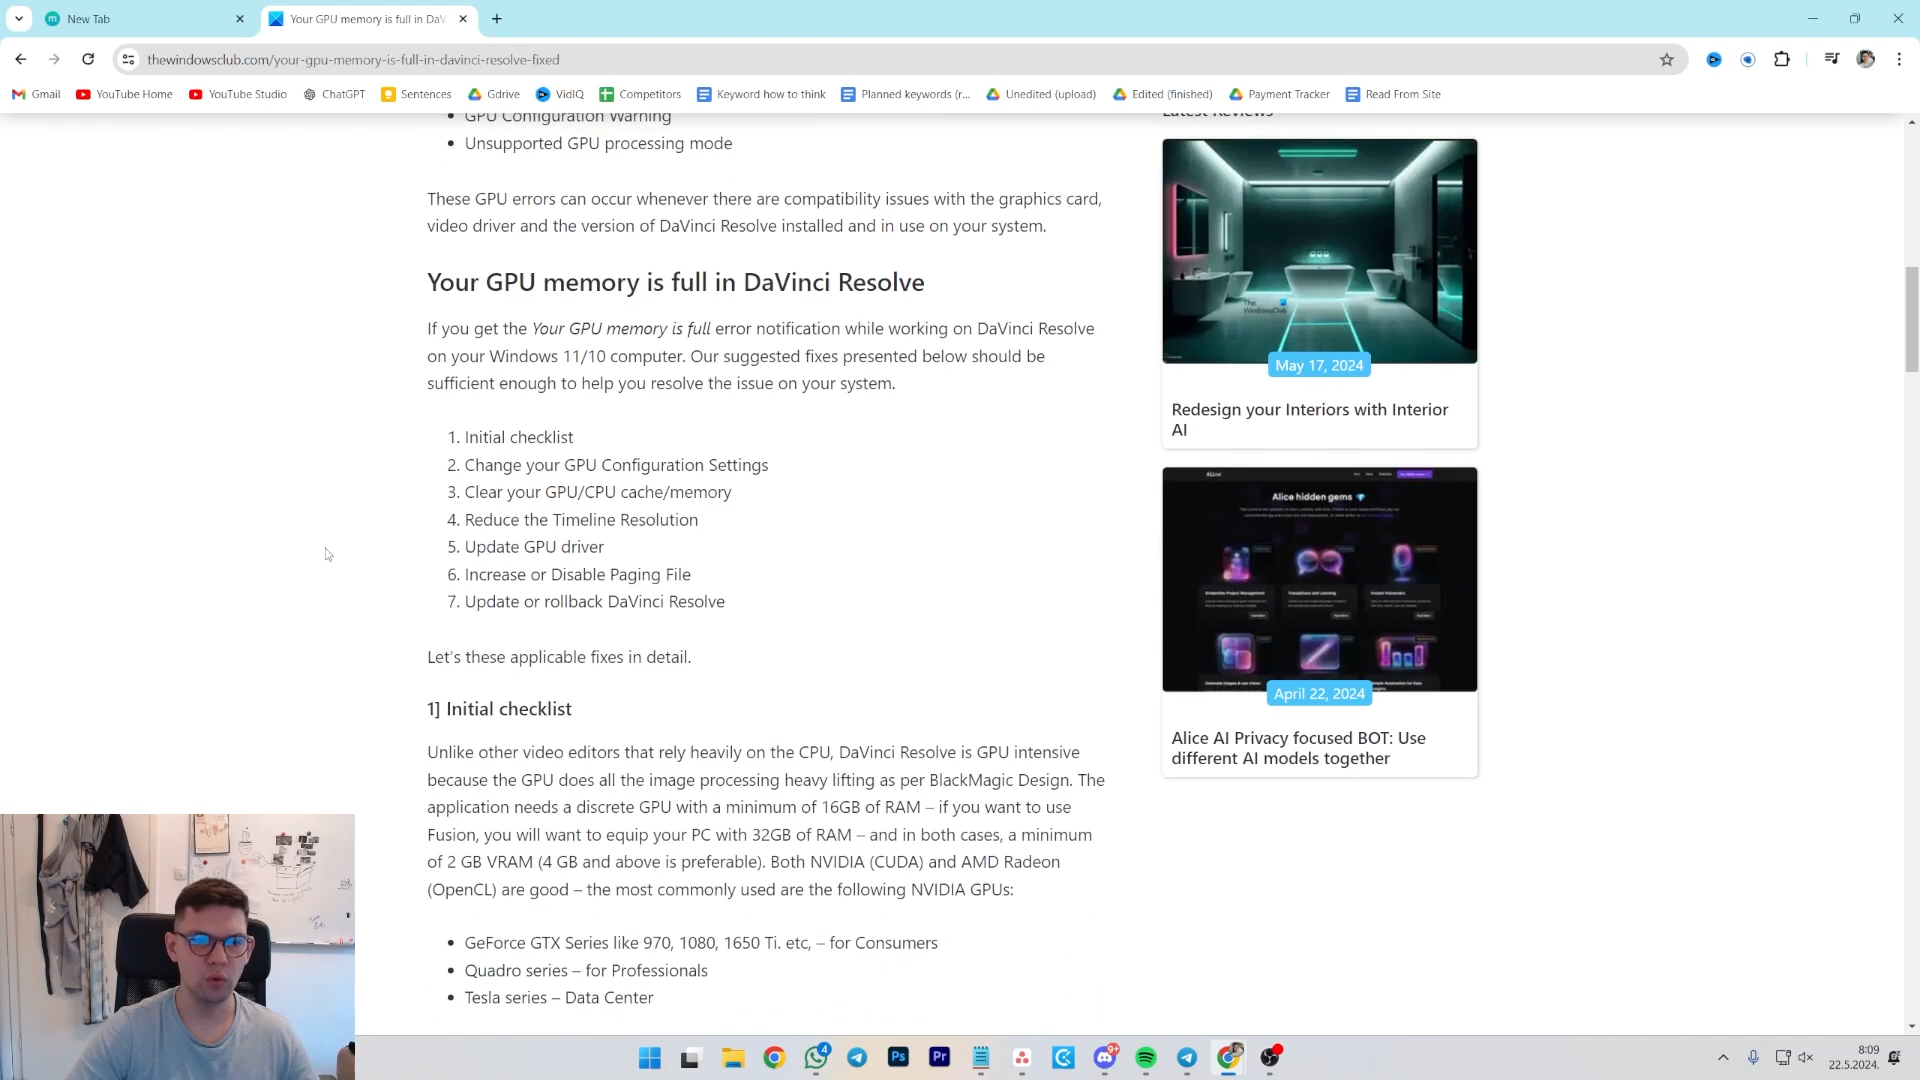 New Tab
Your GPU memory is full in DaV
thewindowsclub.com/your-gpu-memory-is-full-in-davinci-resolve-fixed
Gmail
YouTube Home
YouTube Studio
ChatGPT
Sentences
Gdrive
VidIQ
Competitors
Keyword how to think
Planned keywords (r...
Unedited (upload)
Edited (finished)
Payment Tracker
Read From Site
• GPU Configuration Warning
• Unsupported GPU processing mode
These GPU errors can occur whenever there are compatibility issues with the graphics card,
video driver and the version of DaVinci Resolve installed and in use on your system.
Your GPU memory is full in DaVinci Resolve
If you get the Your GPU memory is full error notification while working on DaVinci Resolve
on your Windows 11/10 computer. Our suggested fixes presented below should be
sufficient enough to help you resolve the issue on your system.
1. Initial checklist
2. Change your GPU Configuration Settings
3. Clear your GPU/CPU cache/memory
4. Reduce the Timeline Resolution
5. Update GPU driver
6. Increase or Disable Paging File
7. Update or rollback DaVinci Resolve
Let's these applicable fixes in detail.
1] Initial checklist
Unlike other video editors that rely heavily on the CPU, DaVinci Resolve is GPU intensive
because the GPU does all the image processing heavy lifting as per BlackMagic Design. The
application needs a discrete GPU with a minimum of 16GB of RAM – if you want to use
Fusion, you will want to equip your PC with 32GB of RAM – and in both cases, a minimum
of 2 GB VRAM (4 GB and above is preferable). Both NVIDIA (CUDA) and AMD Radeon
(OpenCL) are good – the most commonly used are the following NVIDIA GPUs:
• GeForce GTX Series like 970, 1080, 1650 Ti. etc, – for Consumers
• Quadro series – for Professionals
• Tesla series – Data Center
Latest Reviews
The
WindowsClub
May 17, 2024
Redesign your Interiors with Interior
AI
Alice hidden gems
April 22, 2024
Alice AI Privacy focused BOT: Use
different AI models together
4
Ps
Pr
9+
8:09
22.5.2024.